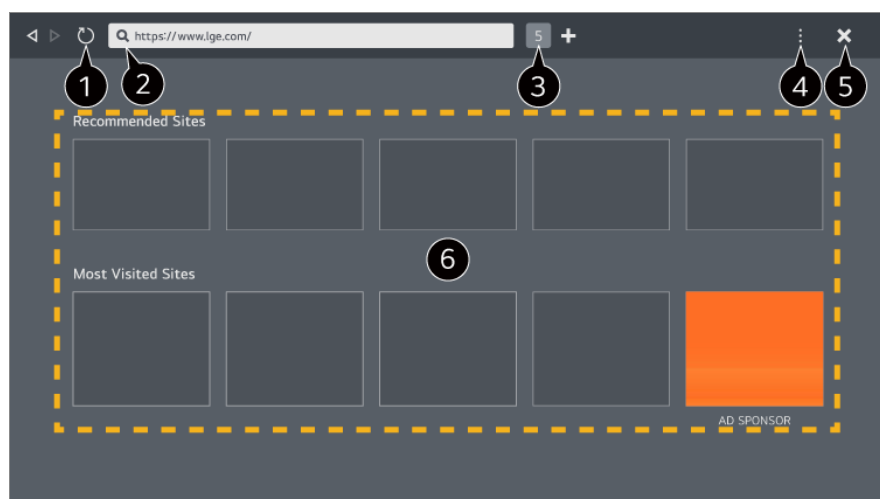 https://www.lge.com/ 5
1 2 3 4 5
Recommended Sites
6
Most Visited Sites
AD SPONSOR